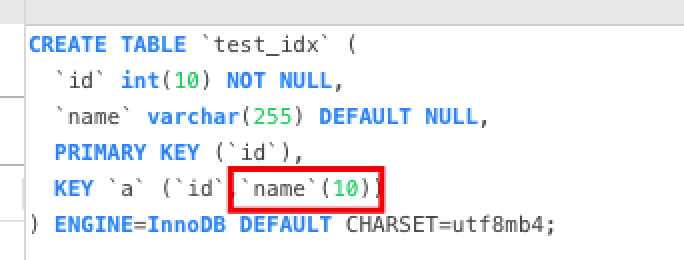 CREATE TABLE `test_idx` (
`id` int(10) NOT NULL,
`name` varchar(255) DEFAULT NULL,
PRIMARY KEY (`id`),
KEY `a` (`id`,`name`(10))
) ENGINE=InnoDB DEFAULT CHARSET=utf8mb4;